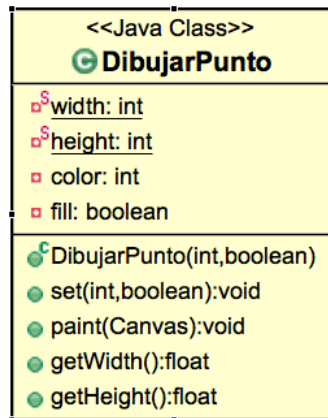 <<Java Class>>
DibujarPunto
width: int
height: int
color: int
fill: boolean
DibujarPunto(int,boolean)
set(int,boolean):void
paint(Canvas):void
getWidth():float
getHeight():float